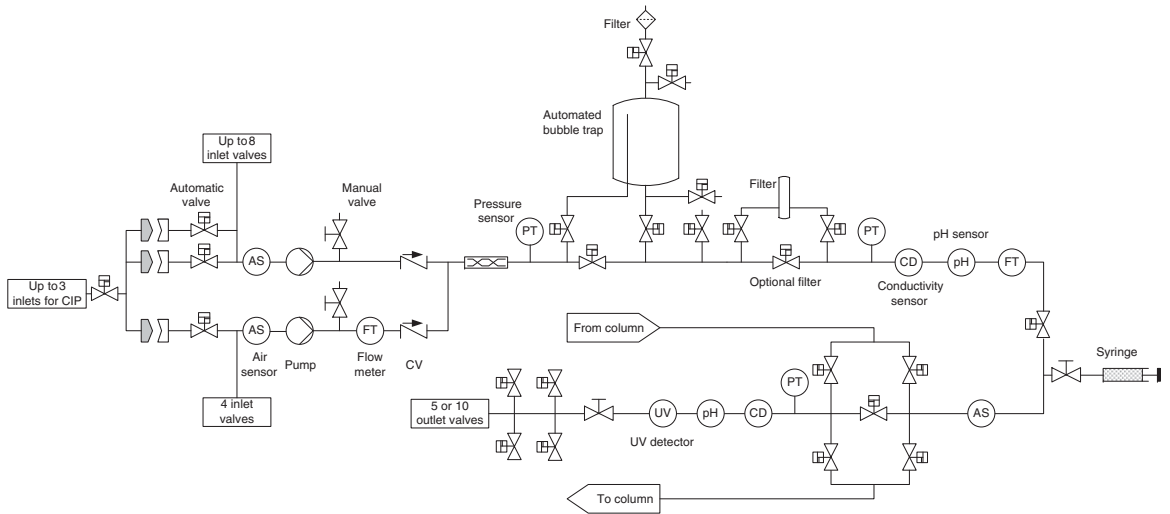 Filter
Automated
bubble trap
Up to 8
inlet valves
Automatic
valve
Manual
valve
Pressure
sensor
Filter
PT
PT
pH sensor
AS
CD
pH
FT
Optional filter
Conductivity
sensor
Up to 3
inlets for CIP
From column
AS
FT
Air
sensor
Pump
Flow
meter
CV
Syringe
PT
4 inlet
valves
5 or 10
outlet valves
UV
pH
CD
AS
UV detector
To column